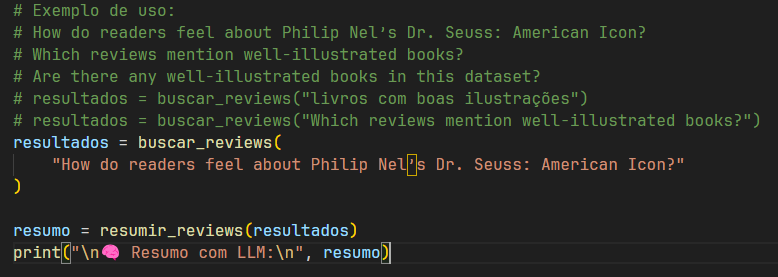 # Exemplo de uso:
# How do readers feel about Philip Nel’s Dr. Seuss: American Icon?
# Which reviews mention well-illustrated books?
# Are there any well-illustrated books in this dataset?
# resultados = buscar_reviews("livros com boas ilustrações")
# resultados = buscar_reviews("Which reviews mention well-illustrated books?")
resultados = buscar_reviews(
    "How do readers feel about Philip Nel’s Dr. Seuss: American Icon?"
)
resumo = resumir_reviews(resultados)
print("\n🧠 Resumo com LLM:\n", resumo)